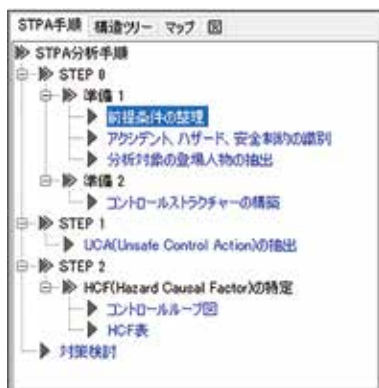 STPA手順 構造ツリー マップ 図
STPA分析手順
STEP 0
準備 1
前提条件の整理
アクシデント、ハザード、安全制約の識別
分析対象の登場人物の抽出
準備 2
コントロールストラクチャーの構築
STEP 1
UCA(Unsafe Control Action)の抽出
STEP 2
HCF(Hazard Causal Factor)の特定
コントロールループ図
HCF表
対策検討